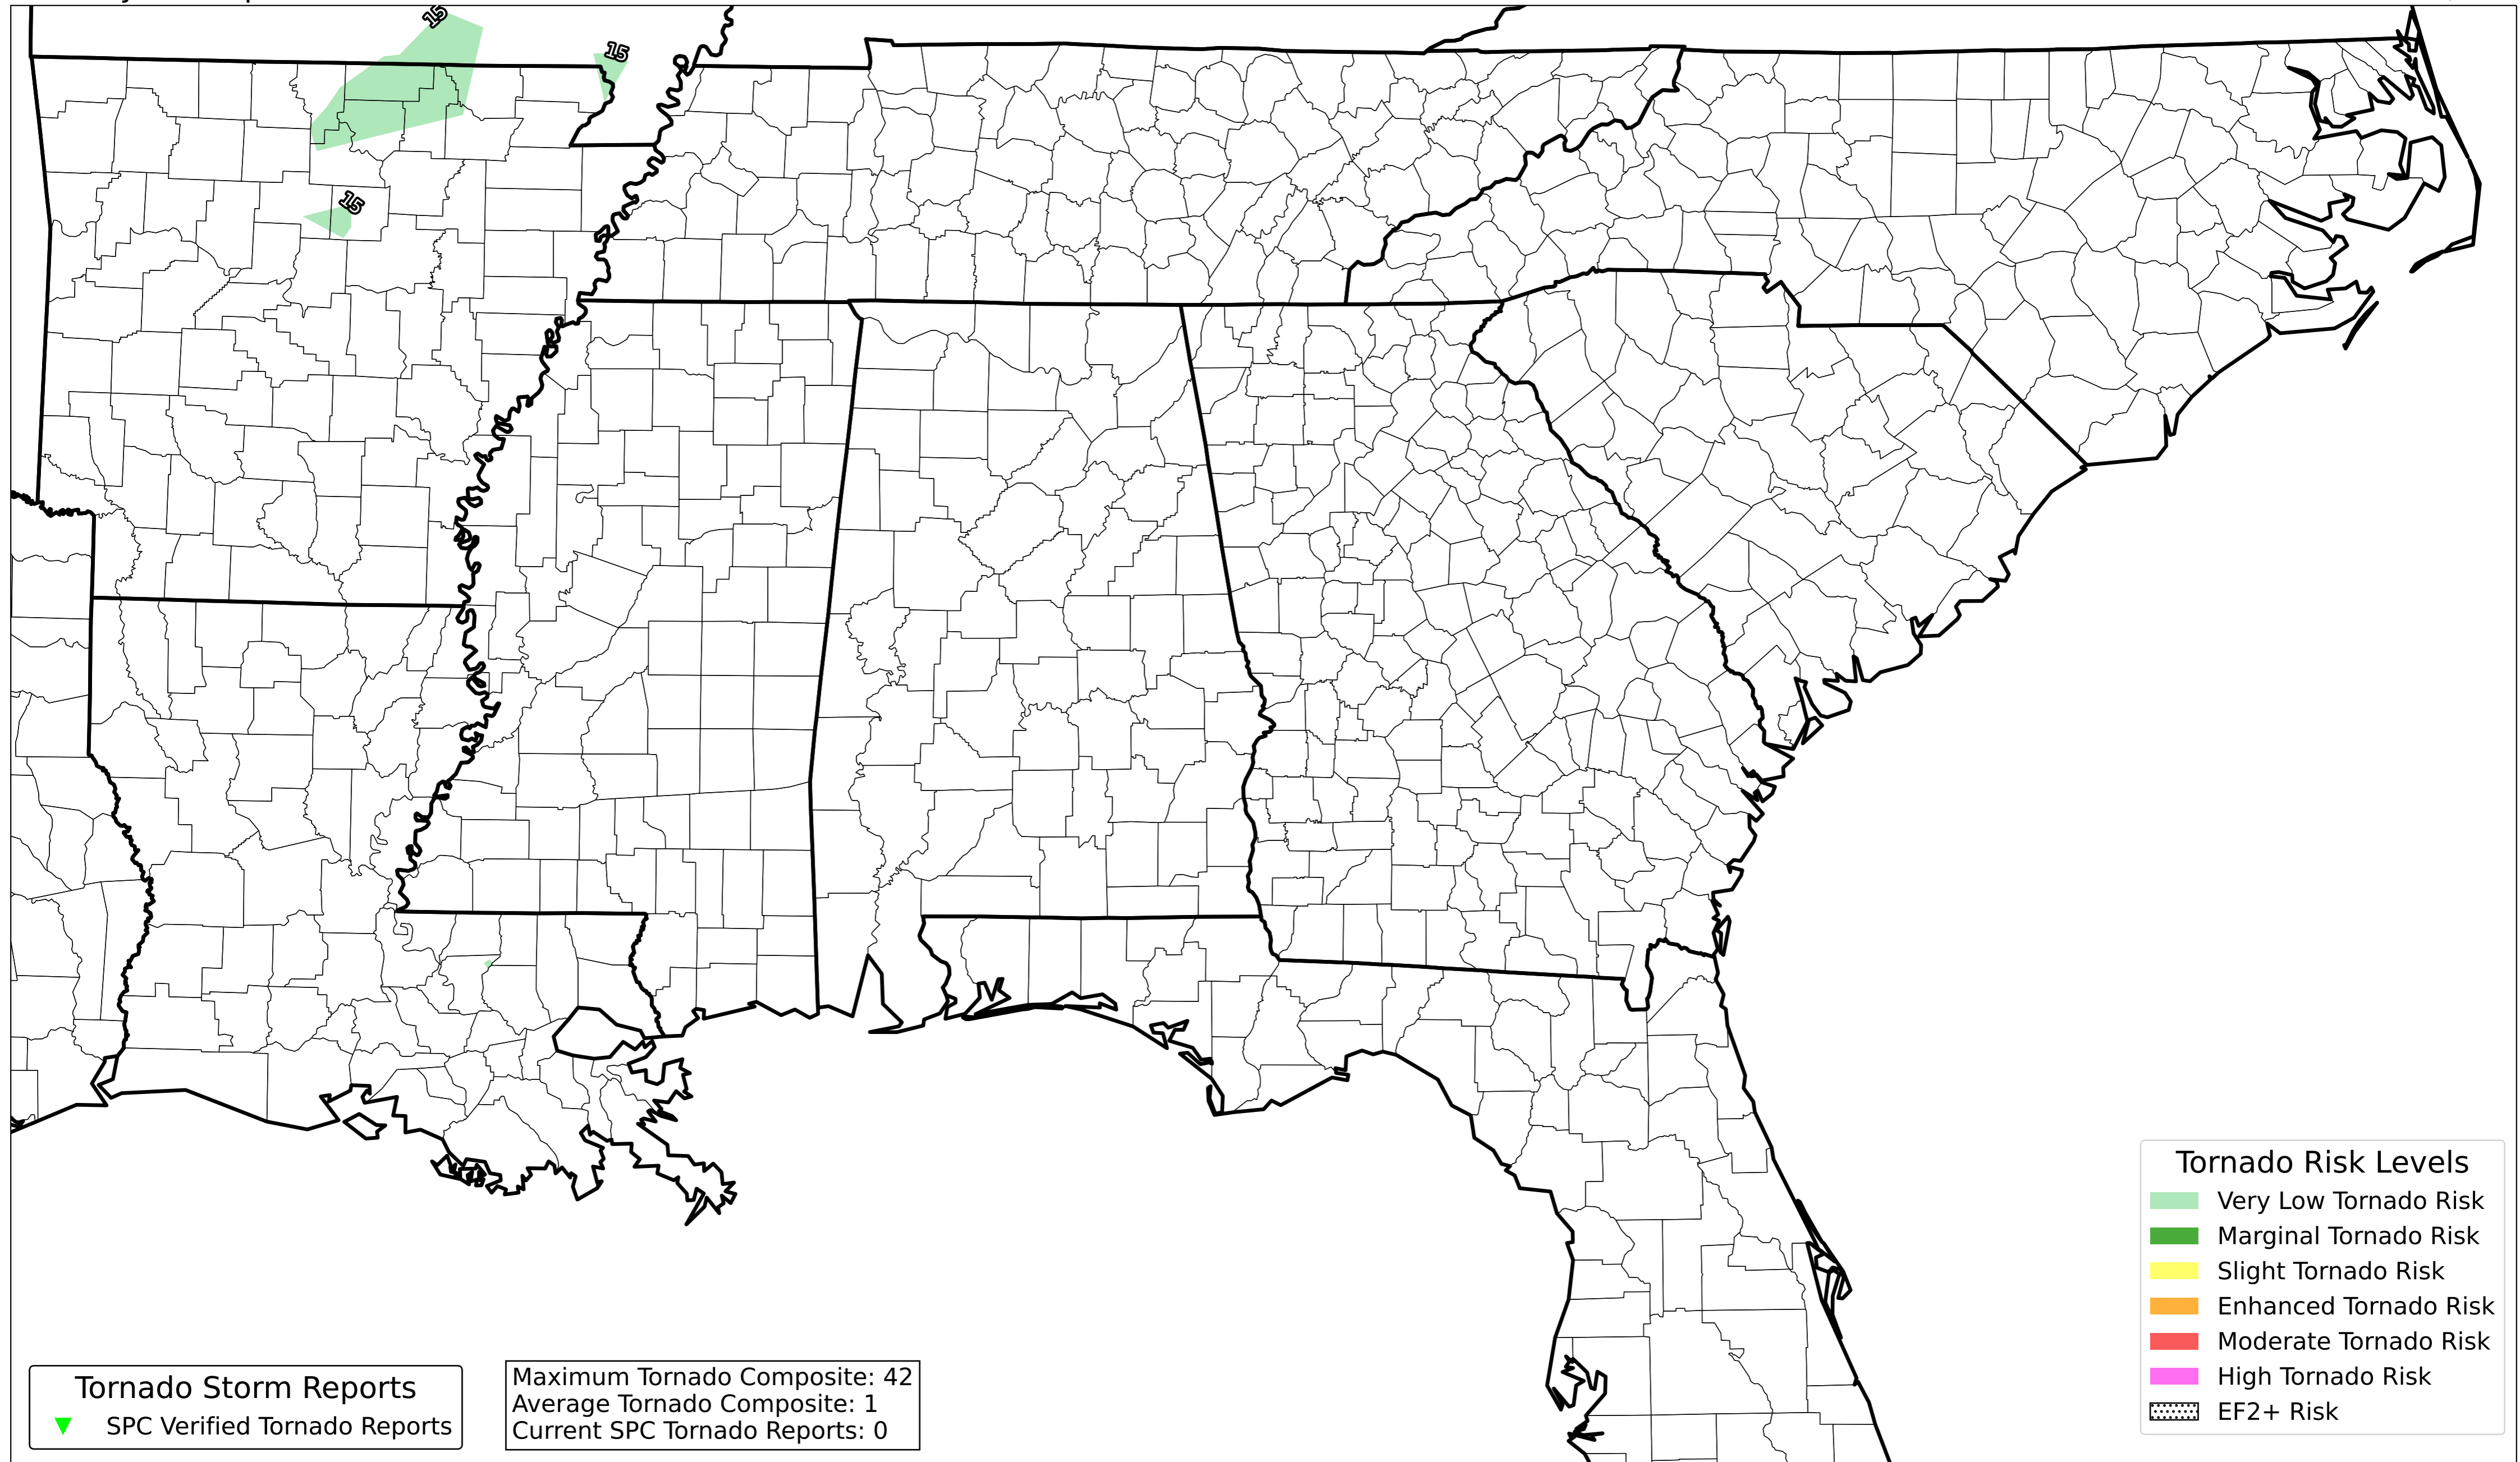 15
15
15
Tornado Risk Levels
Very Low Tornado Risk
Marginal Tornado Risk
Slight Tornado Risk
Enhanced Tornado Risk
Moderate Tornado Risk
High Tornado Risk
EF2+ Risk
Tornado Storm Reports
SPC Verified Tornado Reports
Maximum Tornado Composite: 42
Average Tornado Composite: 1
Current SPC Tornado Reports: 0